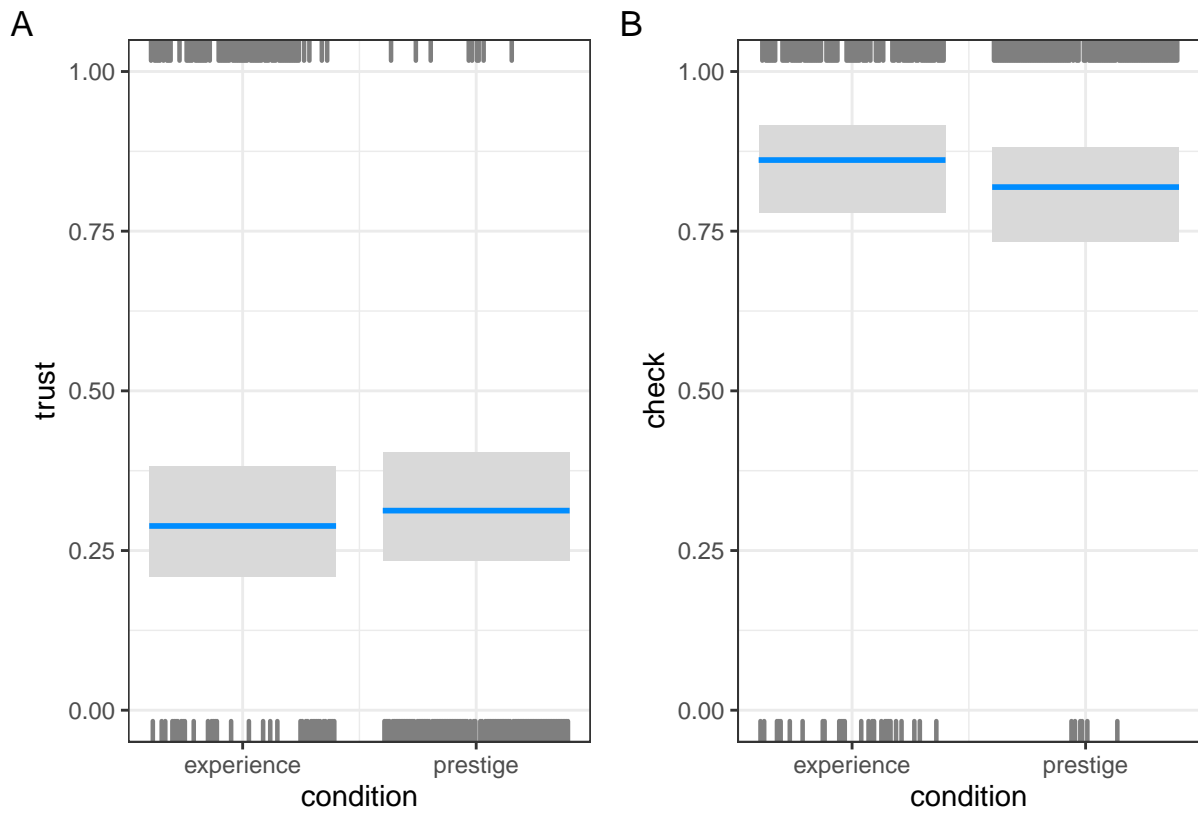 A
trust
1.00
0.75
0.50
0.25
0.00
experience prestige
condition
B
check
1.00
0.75
0.50
0.25
0.00
experience prestige
condition